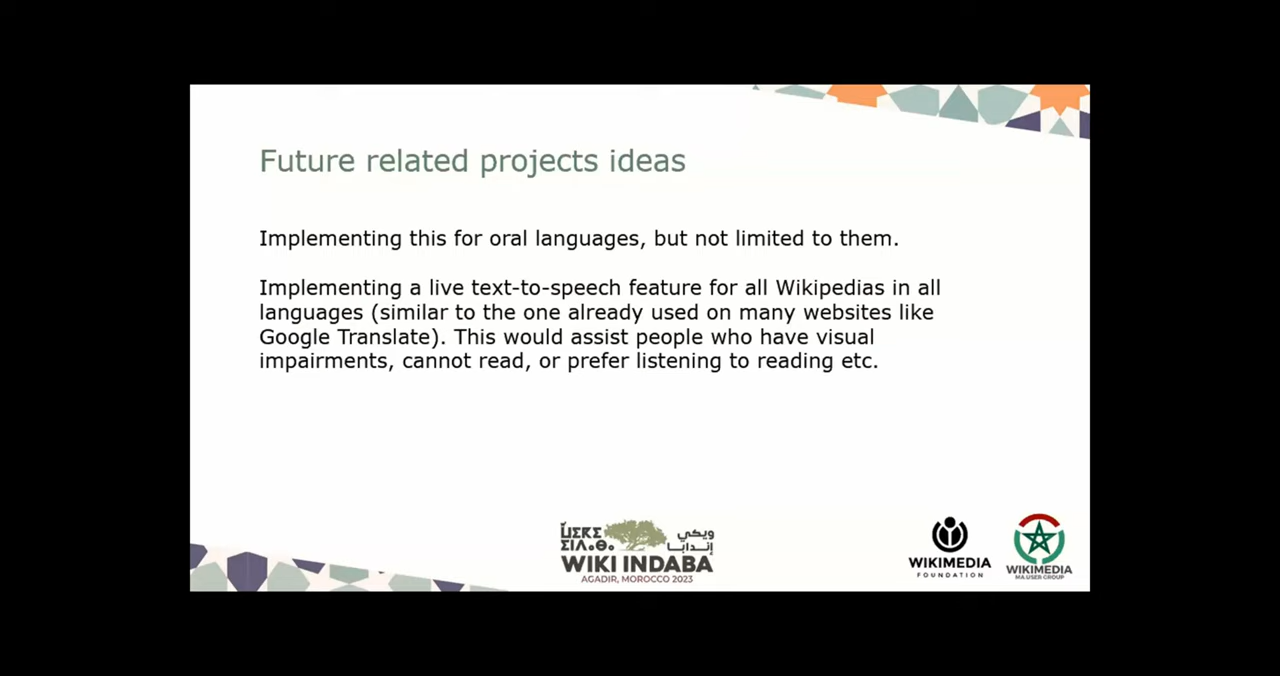 Future related projects ideas
Implementing this for oral languages, but not limited to them.
Implementing a live text-to-speech feature for all Wikipedias in all
languages (similar to the one already used on many websites like
Google Translate). This would assist people who have visual
impairments, cannot read, or prefer listening to reading etc.
ويكي
إندابا
ⵉⵏⴷⴰⴱⴰ
WIKI INDABA
AGADIR, MOROCCO 2023
WIKIMEDIA
FOUNDATION
WIKIMEDIA
MA USER GROUP